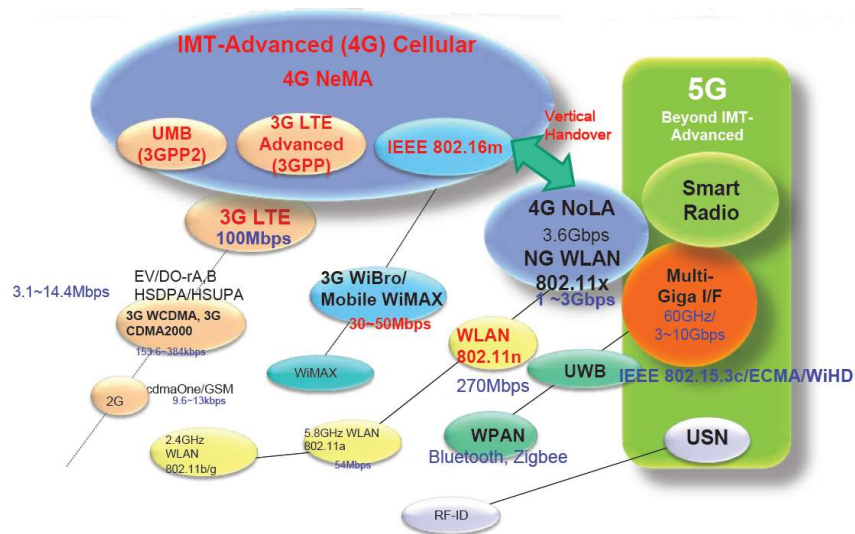 IMT-Advanced (4G) Cellular
4G NeMA
5G
Beyond IMT-
Advanced
Vertical
Handover
UMB
(3GPP2)
3G LTE
Advanced
(3GPP)
IEEE 802.16m
Smart
Radio
3G LTE
100Mbps
4G NoLA
3.6Gbps
NG WLAN
802.11x
1 ~3Gbps
EV/DO-rA,B
HSDPA/HSUPA
3.1~14.4Mbps
3G WCDMA, 3G
CDMA2000
153.6~384kbps
3G WiBro/
Mobile WiMAX
30~50Mbps
Multi-
Giga I/F
60GHz/
3~10Gbps
WLAN
802.11n
270Mbps
WiMAX
UWB
IEEE 802.15.3c/ECMA/WiHD
2G
cdmaOne/GSM
9.6~13kbps
2.4GHz
WLAN
802.11b/g
5.8GHz WLAN
802.11a
54Mbps
WPAN
Bluetooth, Zigbee
USN
RF-ID